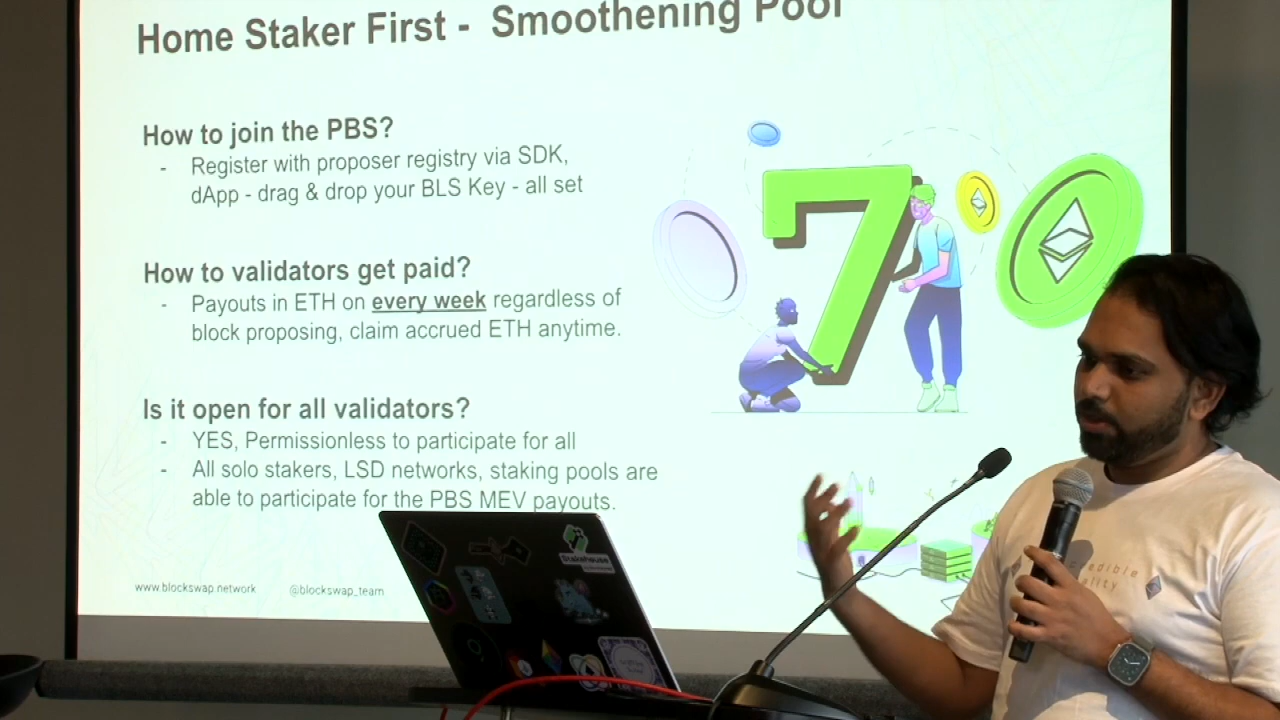 Home Staker First - Smoothening Pool
How to join the PBS?
- Register with proposer registry via SDK,
dApp - drag & drop your BLS Key - all set
How to validators get paid?
- Payouts in ETH on every week regardless of
block proposing, claim accrued ETH anytime.
Is it open for all validators?
- YES, Permissionless to participate for all
- All solo stakers, LSD networks, staking pools are
able to participate for the PBS MEV payouts.
www.blockswap.network @blockswap_team
7
Stakehouse